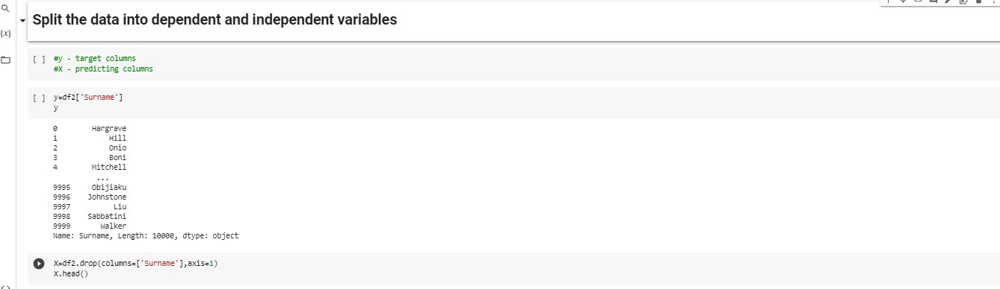 Split the data into dependent and independent variables
{x}
[ ] #y - target columns
#X - predicting columns
[ ] y=df2['Surname']
y
0 Hargrave
1 Hill
2 Onio
3 Boni
4 Mitchell
...
9995 Obijiaku
9996 Johnstone
9997 Liu
9998 Sabbatini
9999 Walker
Name: Surname, Length: 10000, dtype: object
X=df2.drop(columns=['Surname'],axis=1)
X.head()